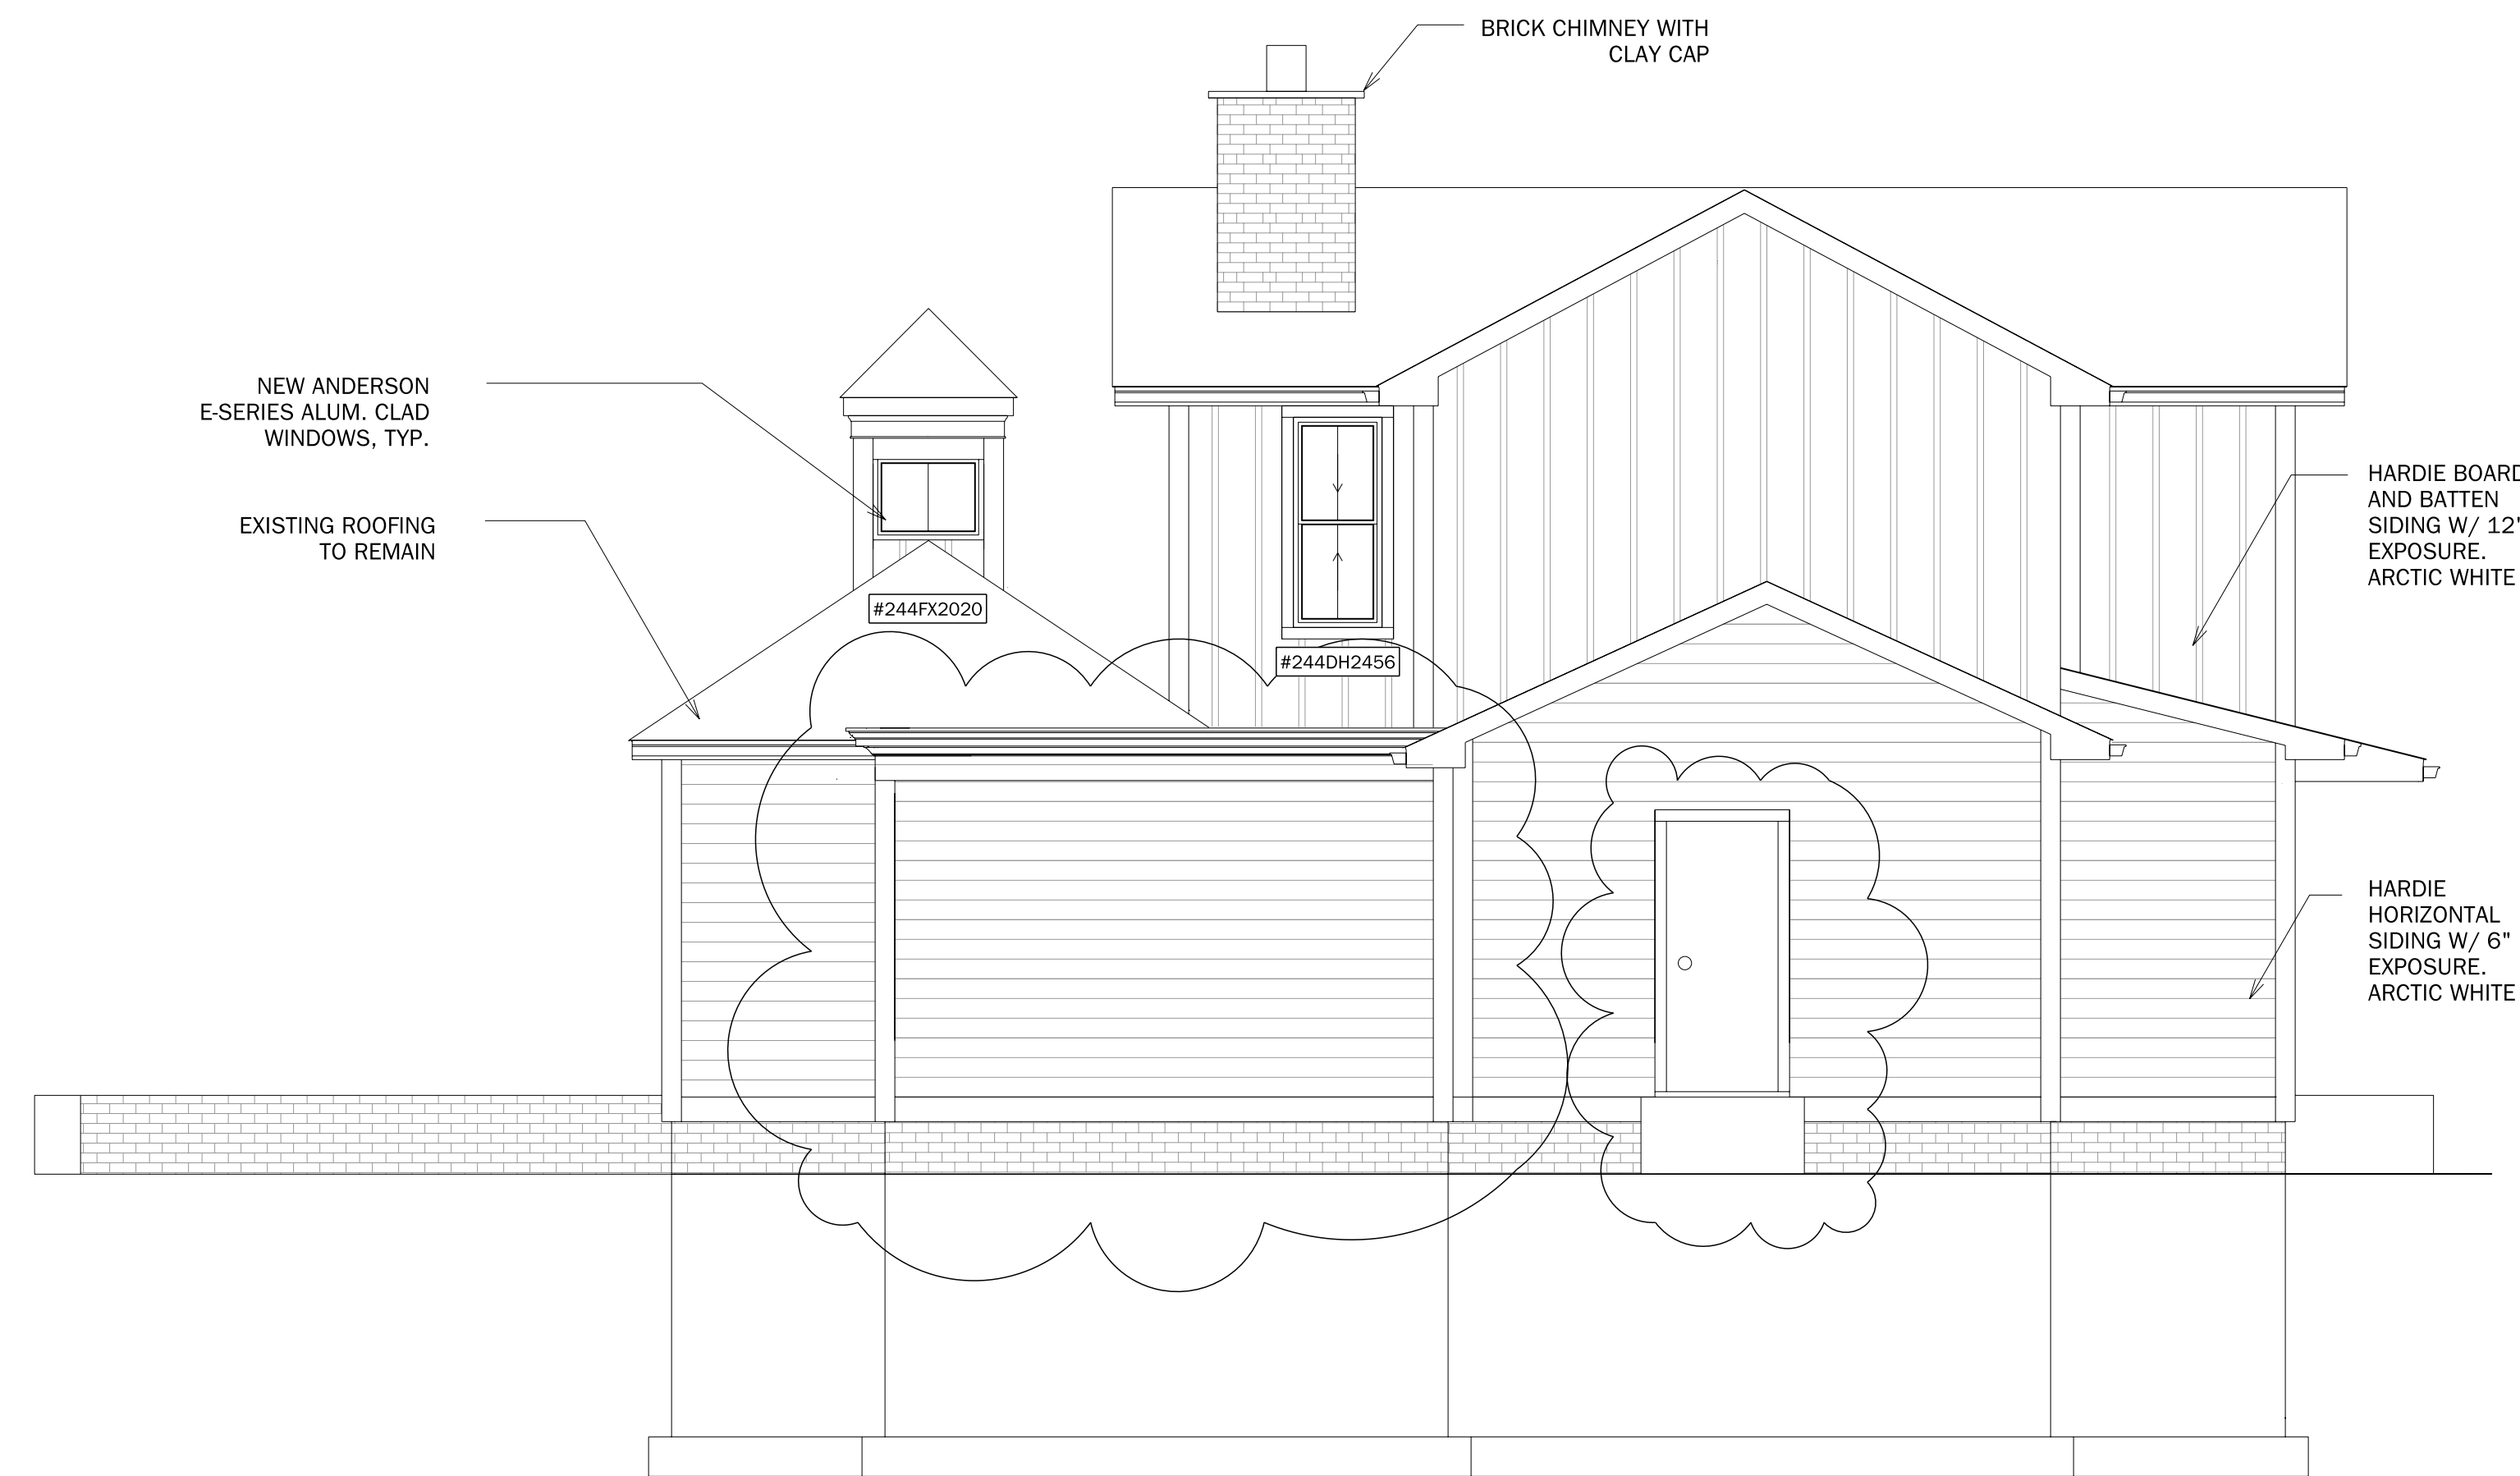 BRICK CHIMNEY WITH
CLAY CAP
NEW ANDERSON
E-SERIES ALUM. CLAD
WINDOWS, TYP.
EXISTING ROOFING
TO REMAIN
#244FX2020
#244DH2456
HARDIE BOARD
AND BATTEN
SIDING W/ 12"
EXPOSURE.
ARCTIC WHITE
HARDIE
HORIZONTAL
SIDING W/ 6"
EXPOSURE.
ARCTIC WHITE